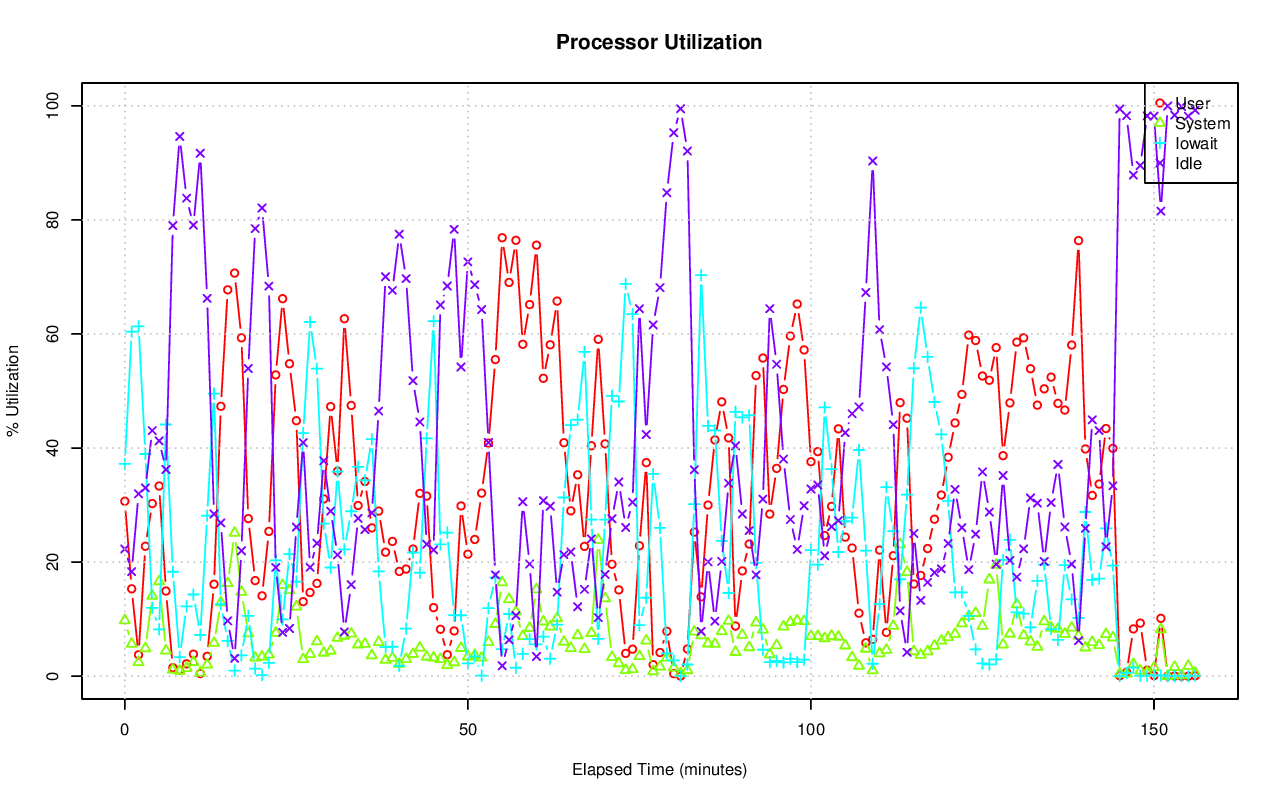 Processor Utilization
% Utilization
100
80
60
40
20
0
User
System
Iowait
Idle
0 50 100 150
Elapsed Time (minutes)